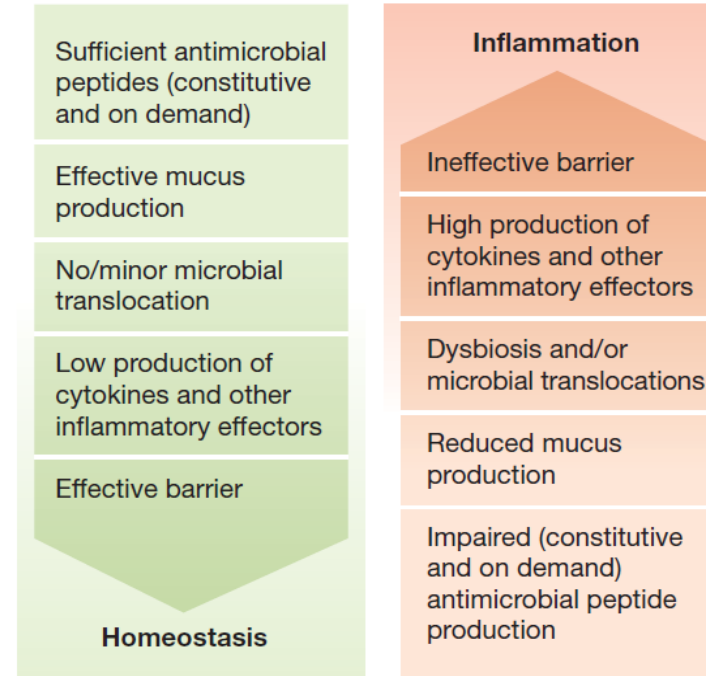 Sufficient antimicrobial
peptides (constitutive
and on demand)
Effective mucus
production
No/minor microbial
translocation
Low production of
cytokines and other
inflammatory effectors
Effective barrier
Homeostasis
Inflammation
Ineffective barrier
High production of
cytokines and other
inflammatory effectors
Dysbiosis and/or
microbial translocations
Reduced mucus
production
Impaired (constitutive
and on demand)
antimicrobial peptide
production